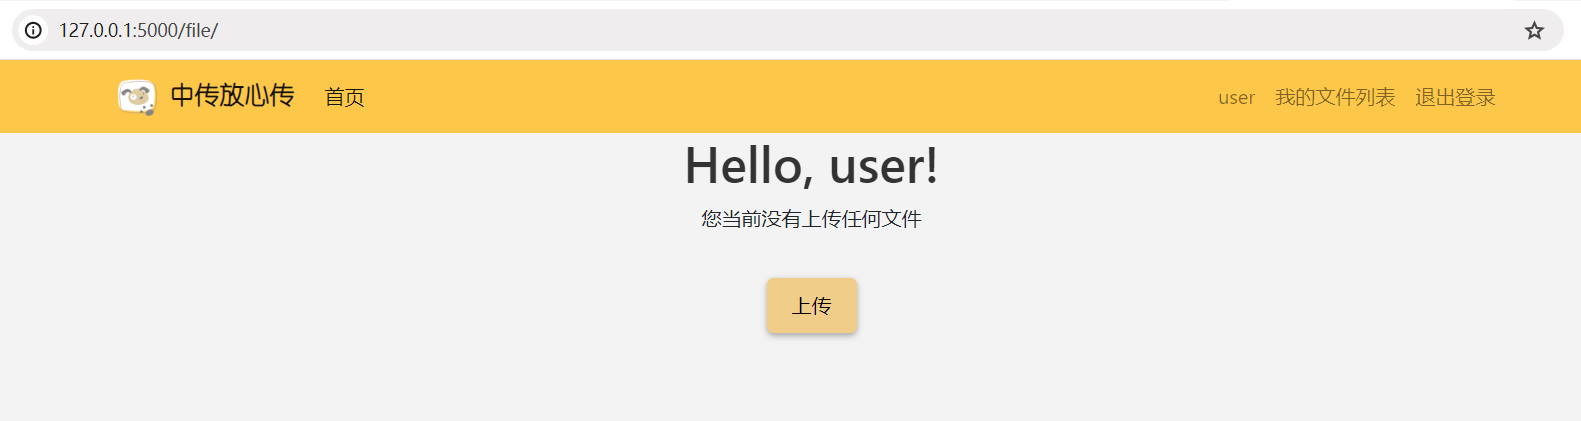 127.0.0.1:5000/file/
中传放心传 首页 user 我的文件列表 退出登录
Hello, user!
您当前没有上传任何文件
上传